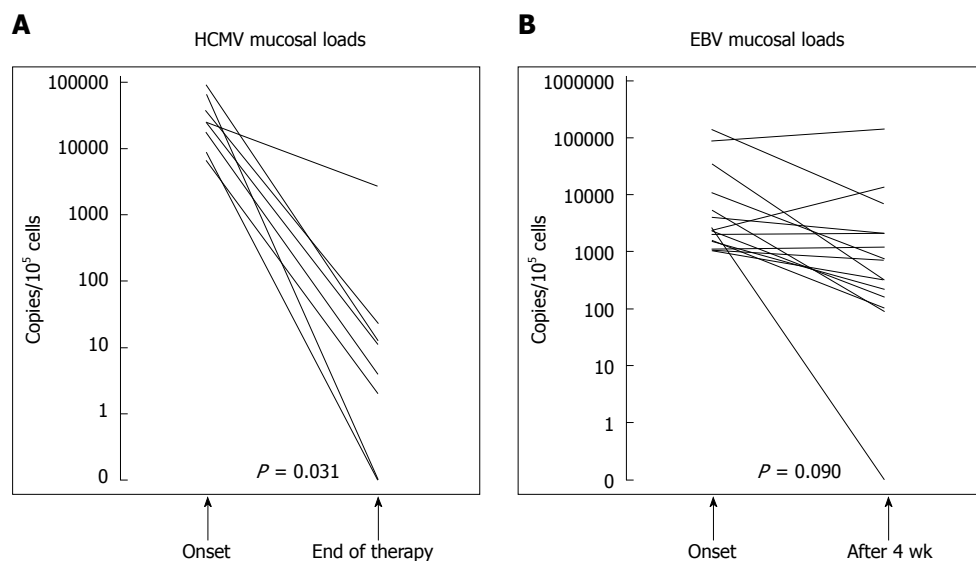 A
HCMV mucosal loads
Copies/10⁵ cells
100000
10000
1000
100
10
1
0
P = 0.031
Onset
End of therapy
B
EBV mucosal loads
Copies/10⁵ cells
1000000
100000
10000
1000
100
10
1
0
P = 0.090
Onset
After 4 wk